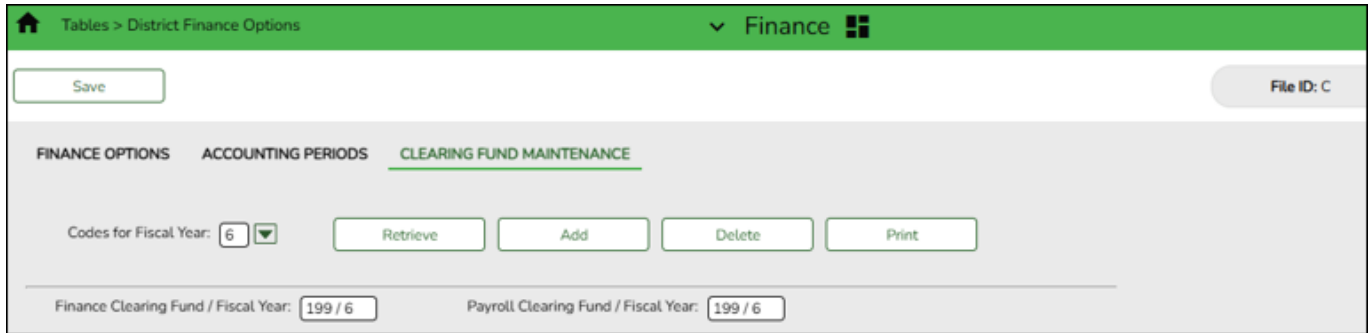 Tables > District Finance Options Finance
Save File ID: C
FINANCE OPTIONS ACCOUNTING PERIODS CLEARING FUND MAINTENANCE
Codes for Fiscal Year: 6 Retrieve Add Delete Print
Finance Clearing Fund / Fiscal Year: 199 / 6 Payroll Clearing Fund / Fiscal Year: 199 / 6